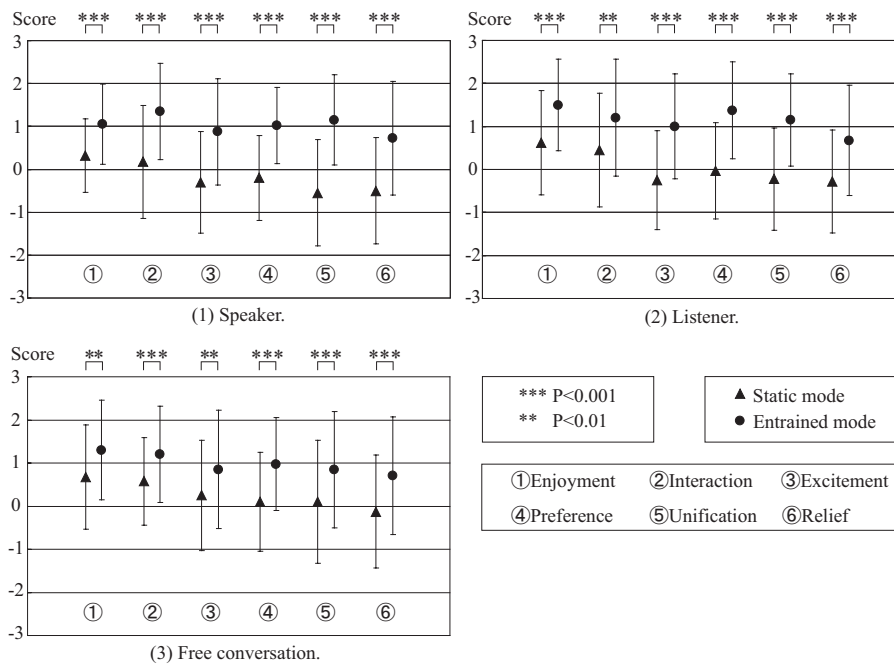 Score *** *** *** *** *** ***
3
2
1
0
-1
-2
-3
① ② ③ ④ ⑤ ⑥
(1) Speaker.
Score *** ** *** *** *** ***
3
2
1
0
-1
-2
-3
① ② ③ ④ ⑤ ⑥
(2) Listener.
Score ** *** ** *** *** ***
3
2
1
0
-1
-2
-3
① ② ③ ④ ⑤ ⑥
(3) Free conversation.
*** P<0.001
** P<0.01
▲ Static mode
● Entrained mode
①Enjoyment ②Interaction ③Excitement
④Preference ⑤Unification ⑥Relief